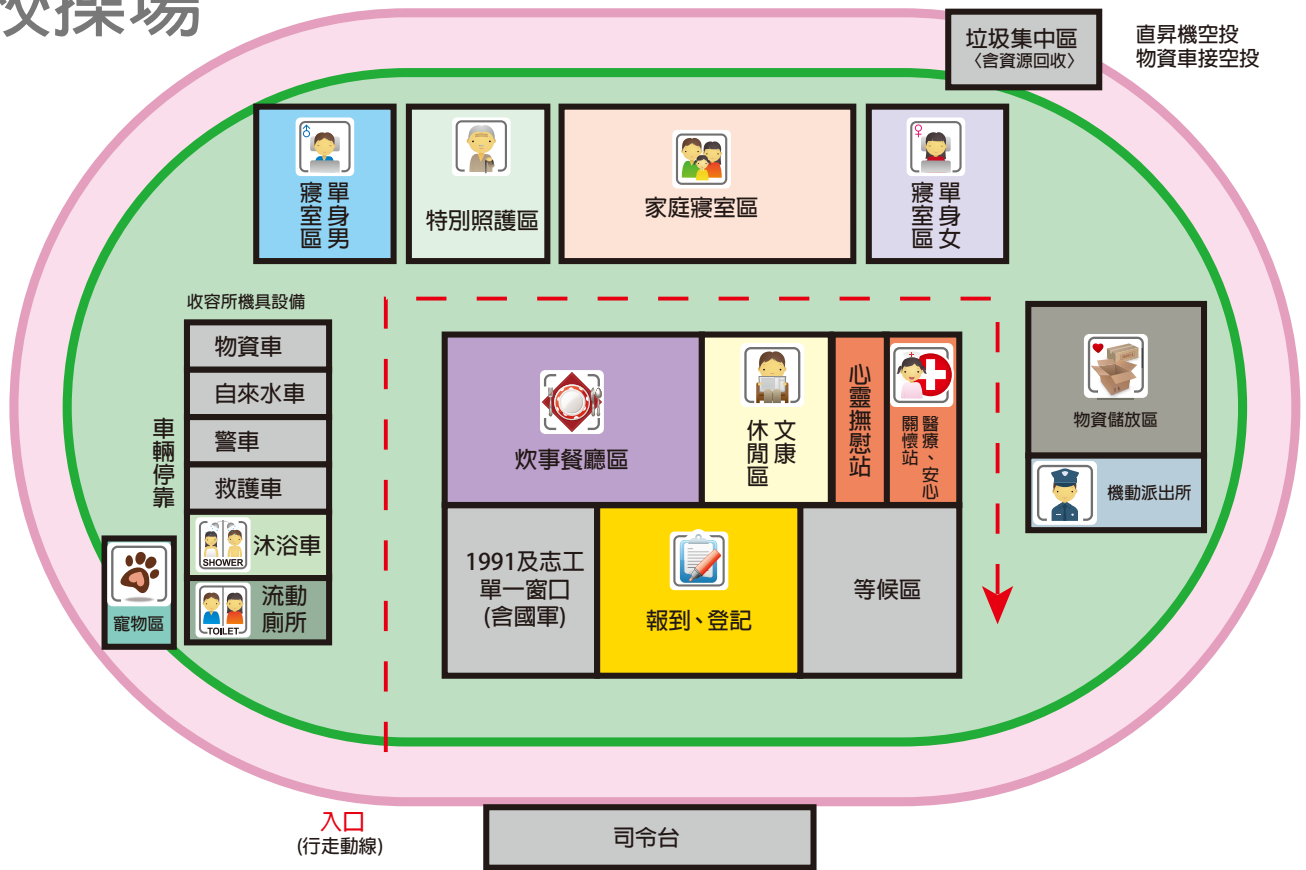 校操場
垃圾集中區
〈含資源回收〉
直昇機空投
物資車接空投
單身男
寢室區
特別照護區
家庭寢室區
單身女
寢室區
收容所機具設備
物資車
自來水車
警車
救護車
SHOWER
沐浴車
TOILET
流動
廁所
車輛停靠
寵物區
炊事餐廳區
文康
休閒區
心靈撫慰站
醫療、安心
關懷站
1991及志工
單一窗口
(含國軍)
報到、登記
等候區
物資儲放區
機動派出所
入口
(行走動線)
司令台